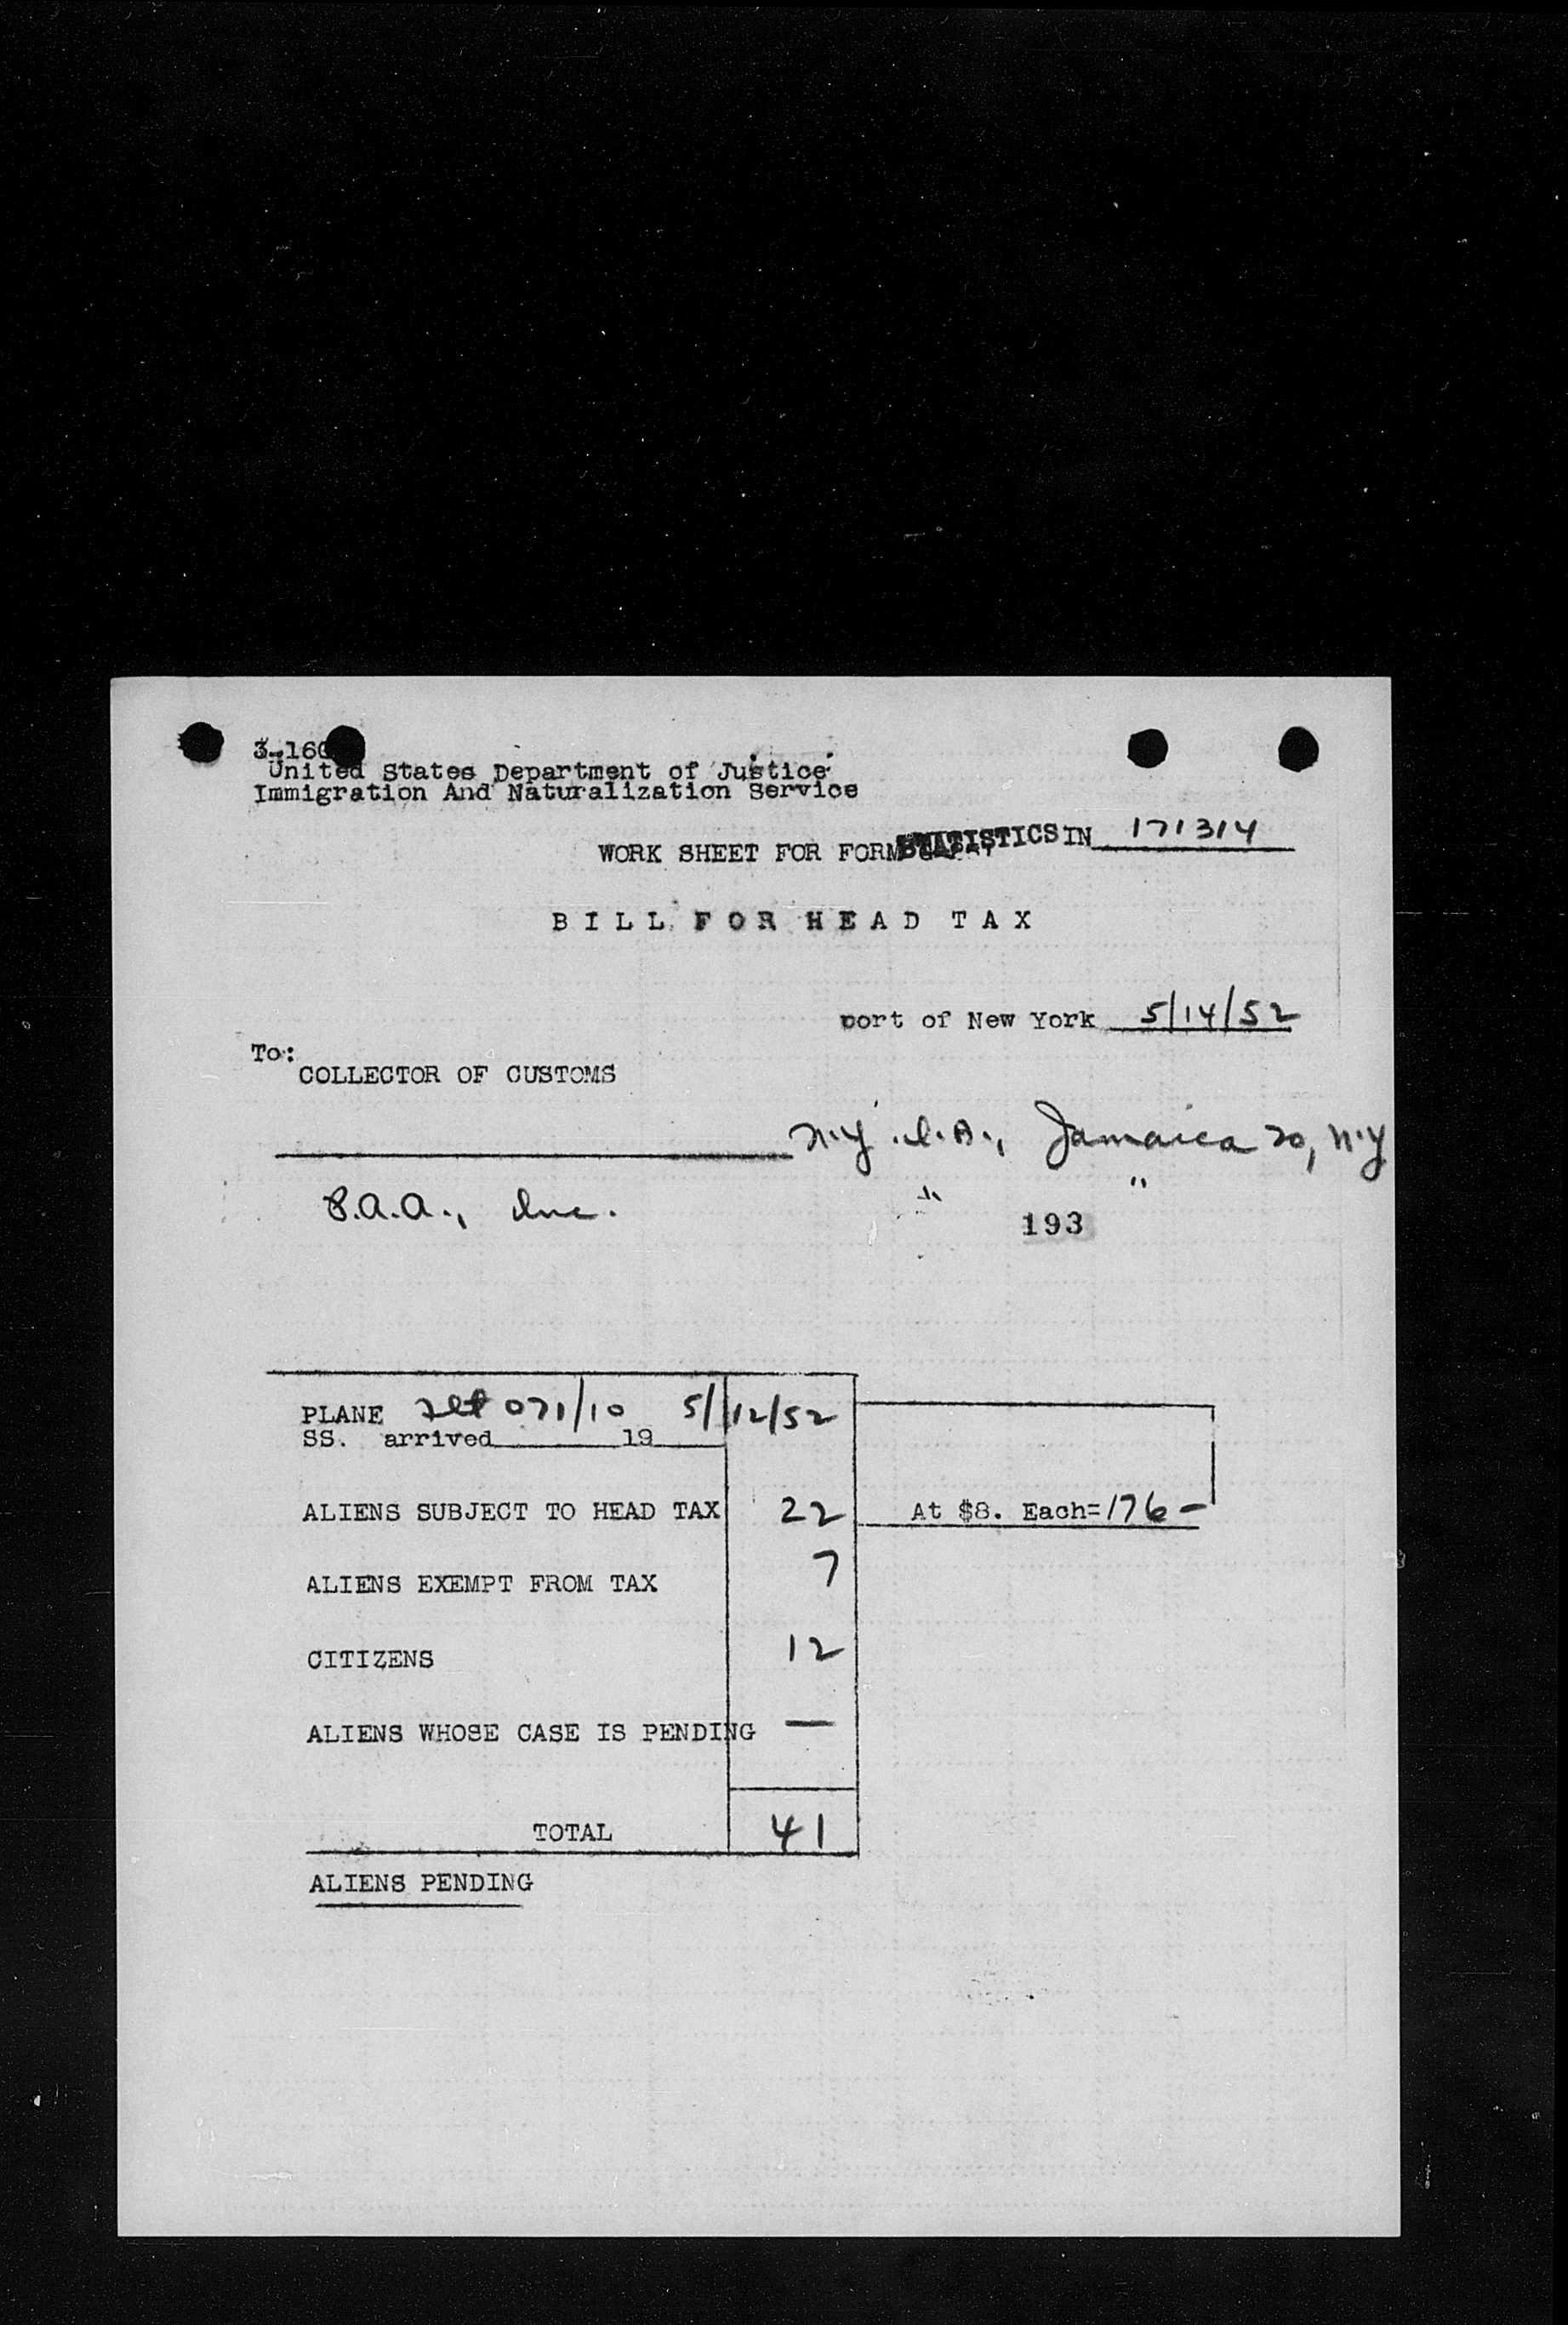 3-160
United States Department of Justice
Immigration And Naturalization Service
WORK SHEET FOR FORM STATISTICS IN 171314
BILL FOR HEAD TAX
port of New York 5/14/52
To:
COLLECTOR OF CUSTOMS
N.Y.I.A., Jamaica 20, N.Y
P.A.A., Inc. " "
193
PLANE flt 071/10 5/12/52
SS. arrived 19
ALIENS SUBJECT TO HEAD TAX 22 At $8. Each=176-
ALIENS EXEMPT FROM TAX 7
CITIZENS 12
ALIENS WHOSE CASE IS PENDING —
TOTAL 41
ALIENS PENDING